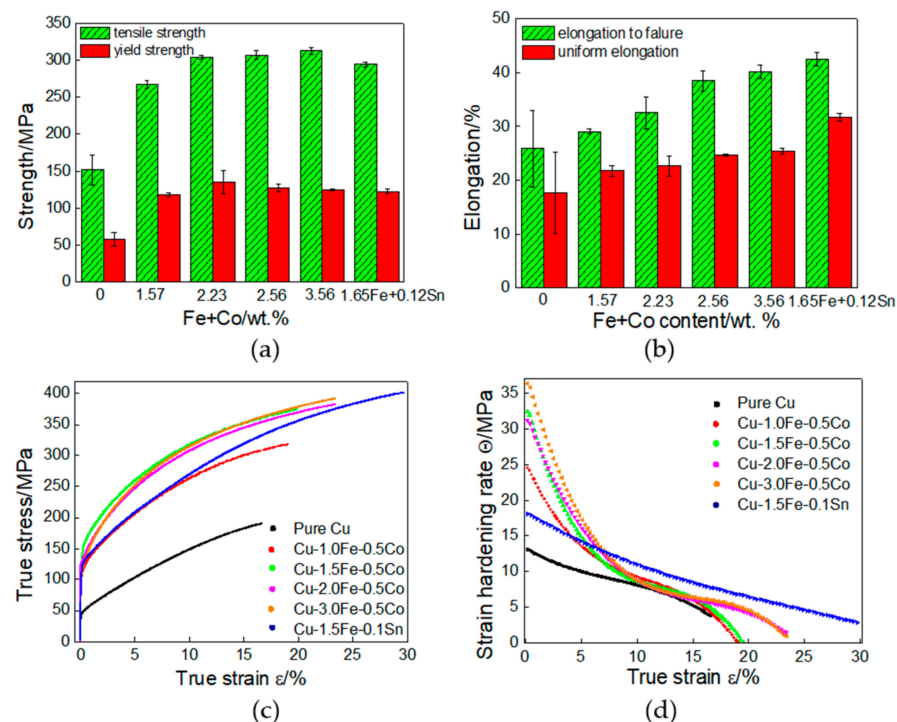 tensile strength
yield strength
350
300
250
200
150
100
50
0
Strength/MPa
0 1.57 2.23 2.56 3.56 1.65Fe+0.12Sn
Fe+Co/wt.%
(a)
elongation to falure
uniform elongation
50
40
30
20
10
0
Elongation/%
0 1.57 2.23 2.56 3.56 1.65Fe+0.12Sn
Fe+Co content/wt. %
(b)
400
350
300
250
200
150
100
50
0
True stress/MPa
Pure Cu
Cu-1.0Fe-0.5Co
Cu-1.5Fe-0.5Co
Cu-2.0Fe-0.5Co
Cu-3.0Fe-0.5Co
Cu-1.5Fe-0.1Sn
0 5 10 15 20 25 30
True strain ε/%
(c)
35
30
25
20
15
10
5
0
Strain hardening rate Θ/MPa
Pure Cu
Cu-1.0Fe-0.5Co
Cu-1.5Fe-0.5Co
Cu-2.0Fe-0.5Co
Cu-3.0Fe-0.5Co
Cu-1.5Fe-0.1Sn
0 5 10 15 20 25 30
True strain ε/%
(d)